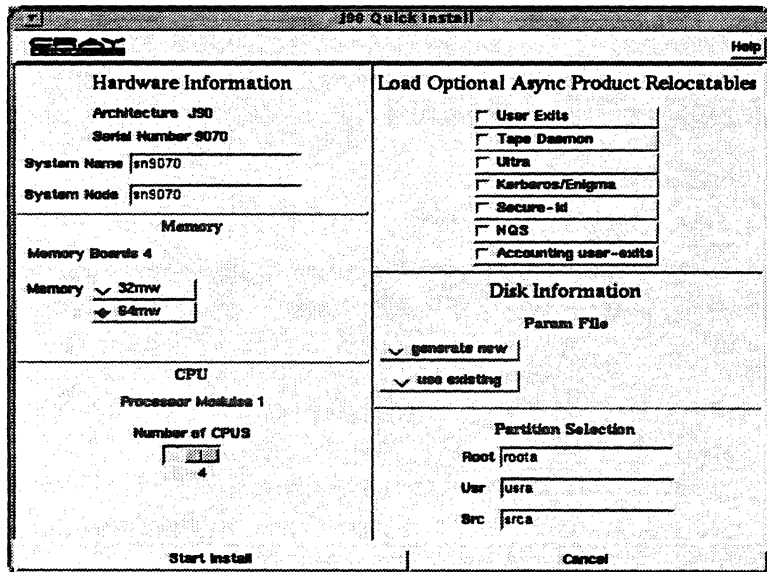 J90 Quick Install
CRAY
Help
Hardware Information
Architecture J90
Serial Number 9070
System Name sn9070
System Node sn9070
Memory
Memory Boards 4
Memory 32mw
64mw
CPU
Processor Modules 1
Number of CPUS
4
Load Optional Async Product Relocatables
User Exits
Tape Daemon
Ultra
Kerberos/Enigma
Secure-Id
NQS
Accounting user-exits
Disk Information
Param File
generate new
use existing
Partition Selection
Root roota
Usr usra
Src srca
Start Install
Cancel